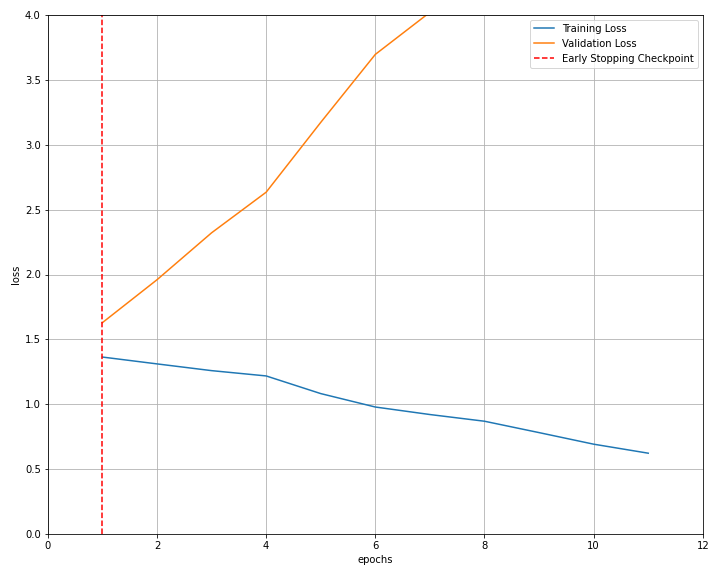 4.0
3.5
3.0
2.5
2.0
1.5
1.0
0.5
0.0
loss
Training Loss
Validation Loss
Early Stopping Checkpoint
0 2 4 6 8 10 12
epochs